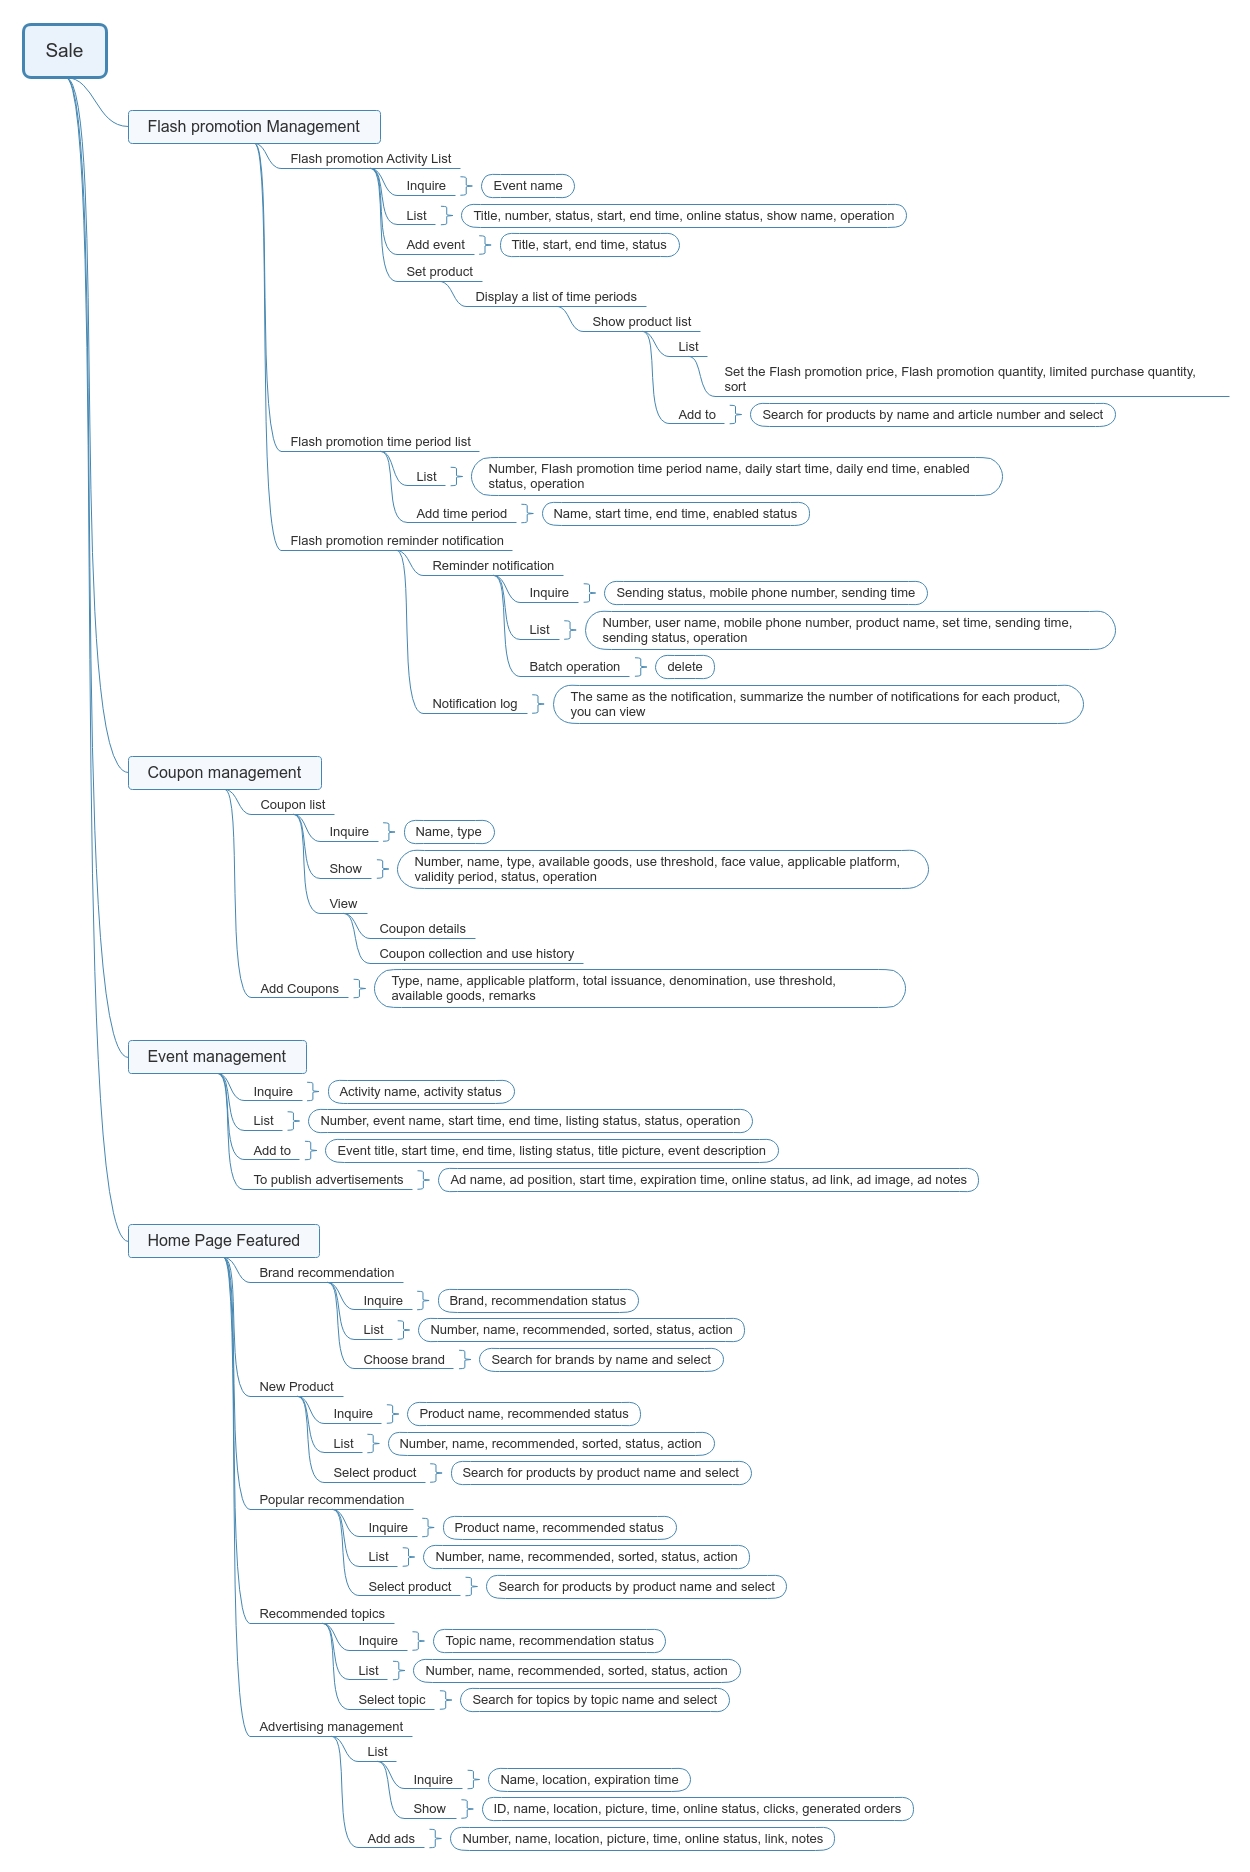 Sale
Flash promotion Management
Flash promotion Activity List
Inquire
Event name
List
Title, number, status, start, end time, online status, show name, operation
Add event
Title, start, end time, status
Set product
Display a list of time periods
Show product list
List
Set the Flash promotion price, Flash promotion quantity, limited purchase quantity,
sort
Add to
Search for products by name and article number and select
Flash promotion time period list
List
Number, Flash promotion time period name, daily start time, daily end time, enabled
status, operation
Add time period
Name, start time, end time, enabled status
Flash promotion reminder notification
Reminder notification
Inquire
Sending status, mobile phone number, sending time
List
Number, user name, mobile phone number, product name, set time, sending time,
sending status, operation
Batch operation
delete
Notification log
The same as the notification, summarize the number of notifications for each product,
you can view
Coupon management
Coupon list
Inquire
Name, type
Show
Number, name, type, available goods, use threshold, face value, applicable platform,
validity period, status, operation
View
Coupon details
Coupon collection and use history
Add Coupons
Type, name, applicable platform, total issuance, denomination, use threshold,
available goods, remarks
Event management
Inquire
Activity name, activity status
List
Number, event name, start time, end time, listing status, status, operation
Add to
Event title, start time, end time, listing status, title picture, event description
To publish advertisements
Ad name, ad position, start time, expiration time, online status, ad link, ad image, ad notes
Home Page Featured
Brand recommendation
Inquire
Brand, recommendation status
List
Number, name, recommended, sorted, status, action
Choose brand
Search for brands by name and select
New Product
Inquire
Product name, recommended status
List
Number, name, recommended, sorted, status, action
Select product
Search for products by product name and select
Popular recommendation
Inquire
Product name, recommended status
List
Number, name, recommended, sorted, status, action
Select product
Search for products by product name and select
Recommended topics
Inquire
Topic name, recommendation status
List
Number, name, recommended, sorted, status, action
Select topic
Search for topics by topic name and select
Advertising management
List
Inquire
Name, location, expiration time
Show
ID, name, location, picture, time, online status, clicks, generated orders
Add ads
Number, name, location, picture, time, online status, link, notes